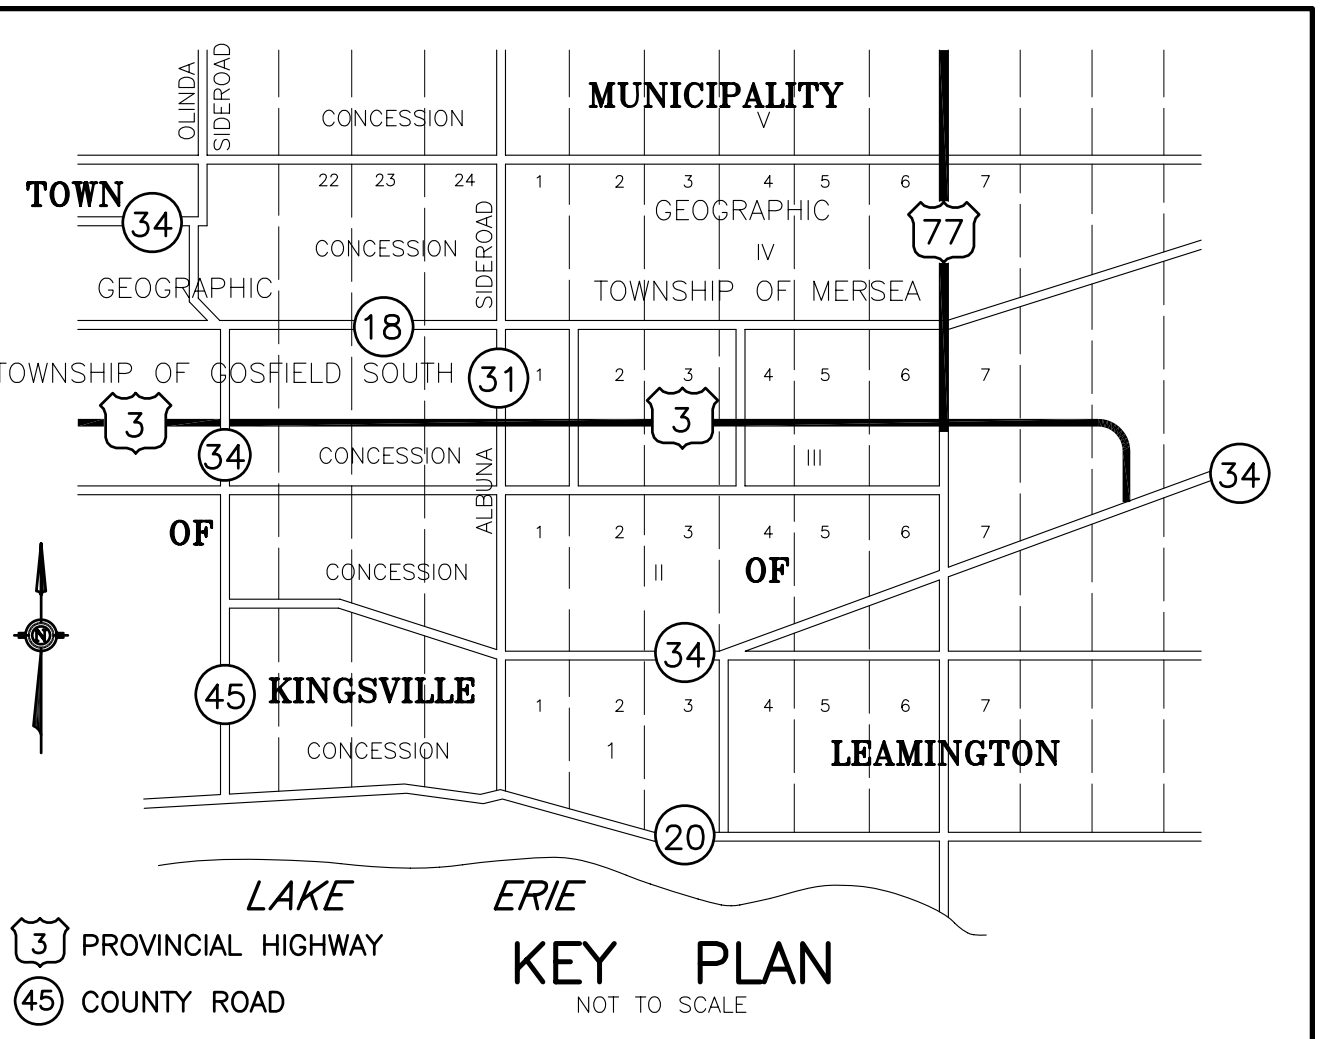 OLINDA
SIDEROAD
MUNICIPALITY
CONCESSION
V
TOWN
22 23 24 1 2 3 4 5 6 7
34
GEOGRAPHIC
77
CONCESSION
IV
SIDEROAD
GEOGRAPHIC
TOWNSHIP OF MERSEA
18
TOWNSHIP OF GOSFIELD SOUTH
31
1 2 3 4 5 6 7
3
3
34
CONCESSION
III
ALBUNA
34
OF
1 2 3 4 5 6 7
CONCESSION
II
OF
N
34
45
KINGSVILLE
1 2 3 4 5 6 7
CONCESSION
1
LEAMINGTON
20
LAKE ERIE
3 PROVINCIAL HIGHWAY
45 COUNTY ROAD
KEY PLAN
NOT TO SCALE